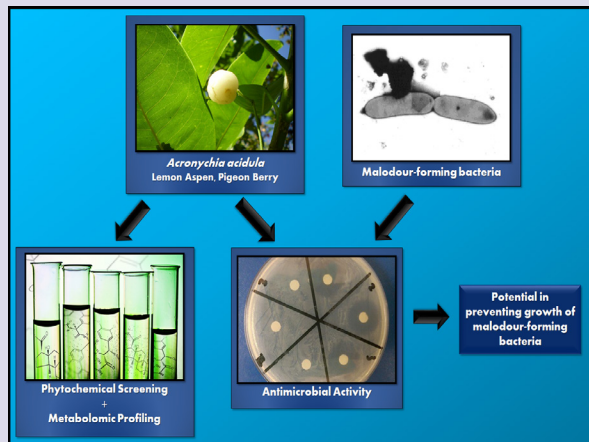 Acronychia acidula
Lemon Aspen, Pigeon Berry
Malodour-forming bacteria
Phytochemical Screening
+
Metabolomic Profiling
Antimicrobial Activity
Potential in
preventing growth of
malodour-forming
bacteria